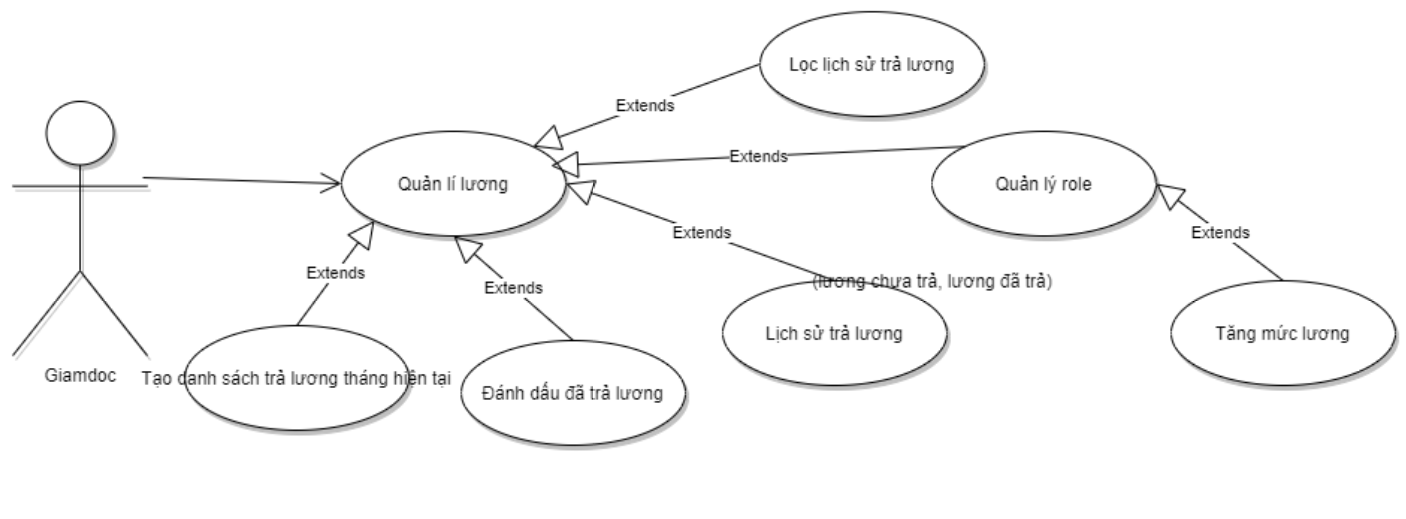 Lọc lịch sử trả lương
Extends
Extends
Quản lí lương
Quản lý role
Extends
Extends
Extends
Extends
(lương chưa trả, lương đã trả)
Lịch sử trả lương
Tăng mức lương
Giamdoc
Tạo danh sách trả lương tháng hiện tại
Đánh dấu đã trả lương